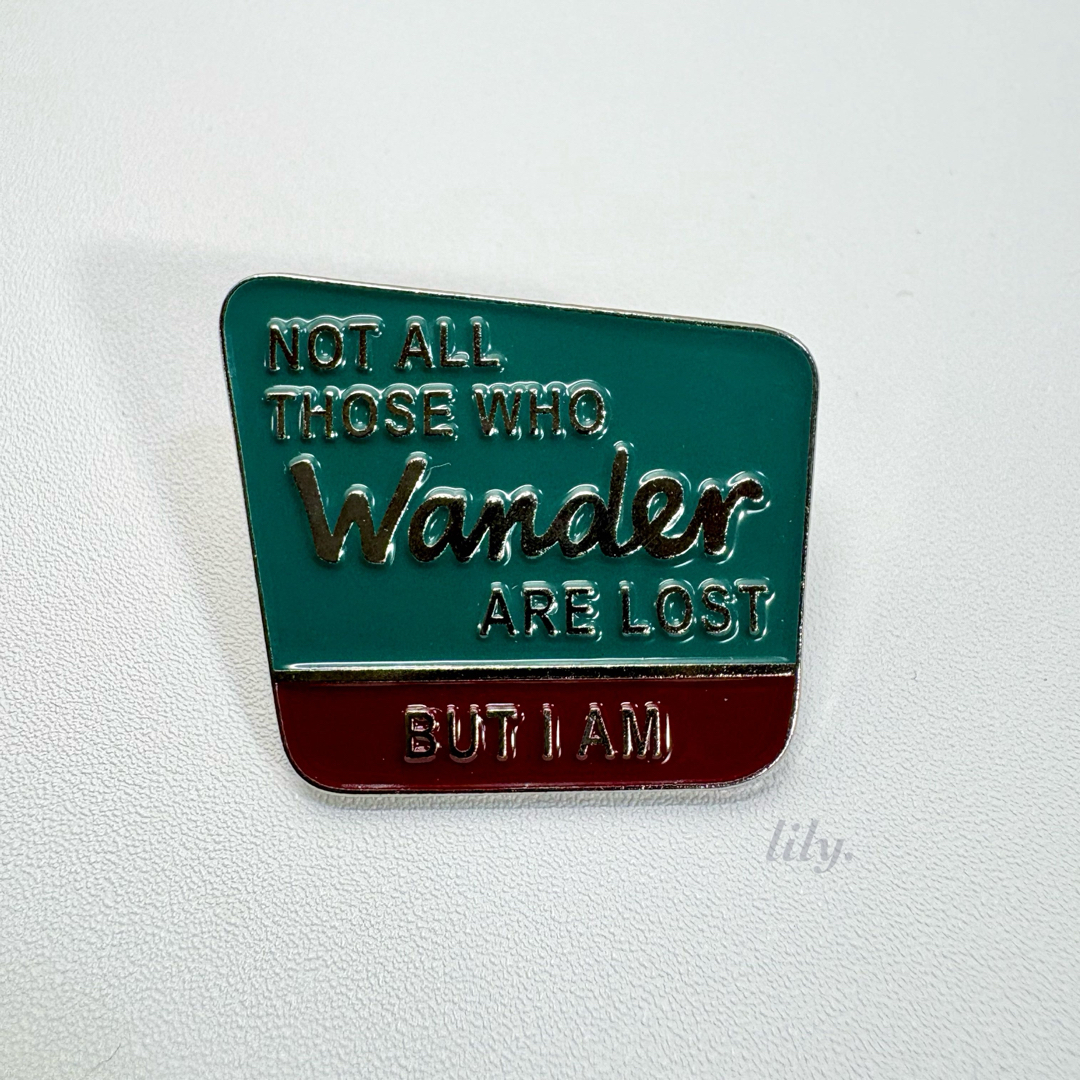 NOT ALL
THOSE WHO
Wander
ARE LOST
BUT I AM
lily.